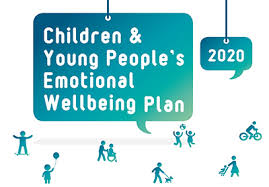 Children &
Young People's
Emotional
Wellbeing Plan
2020